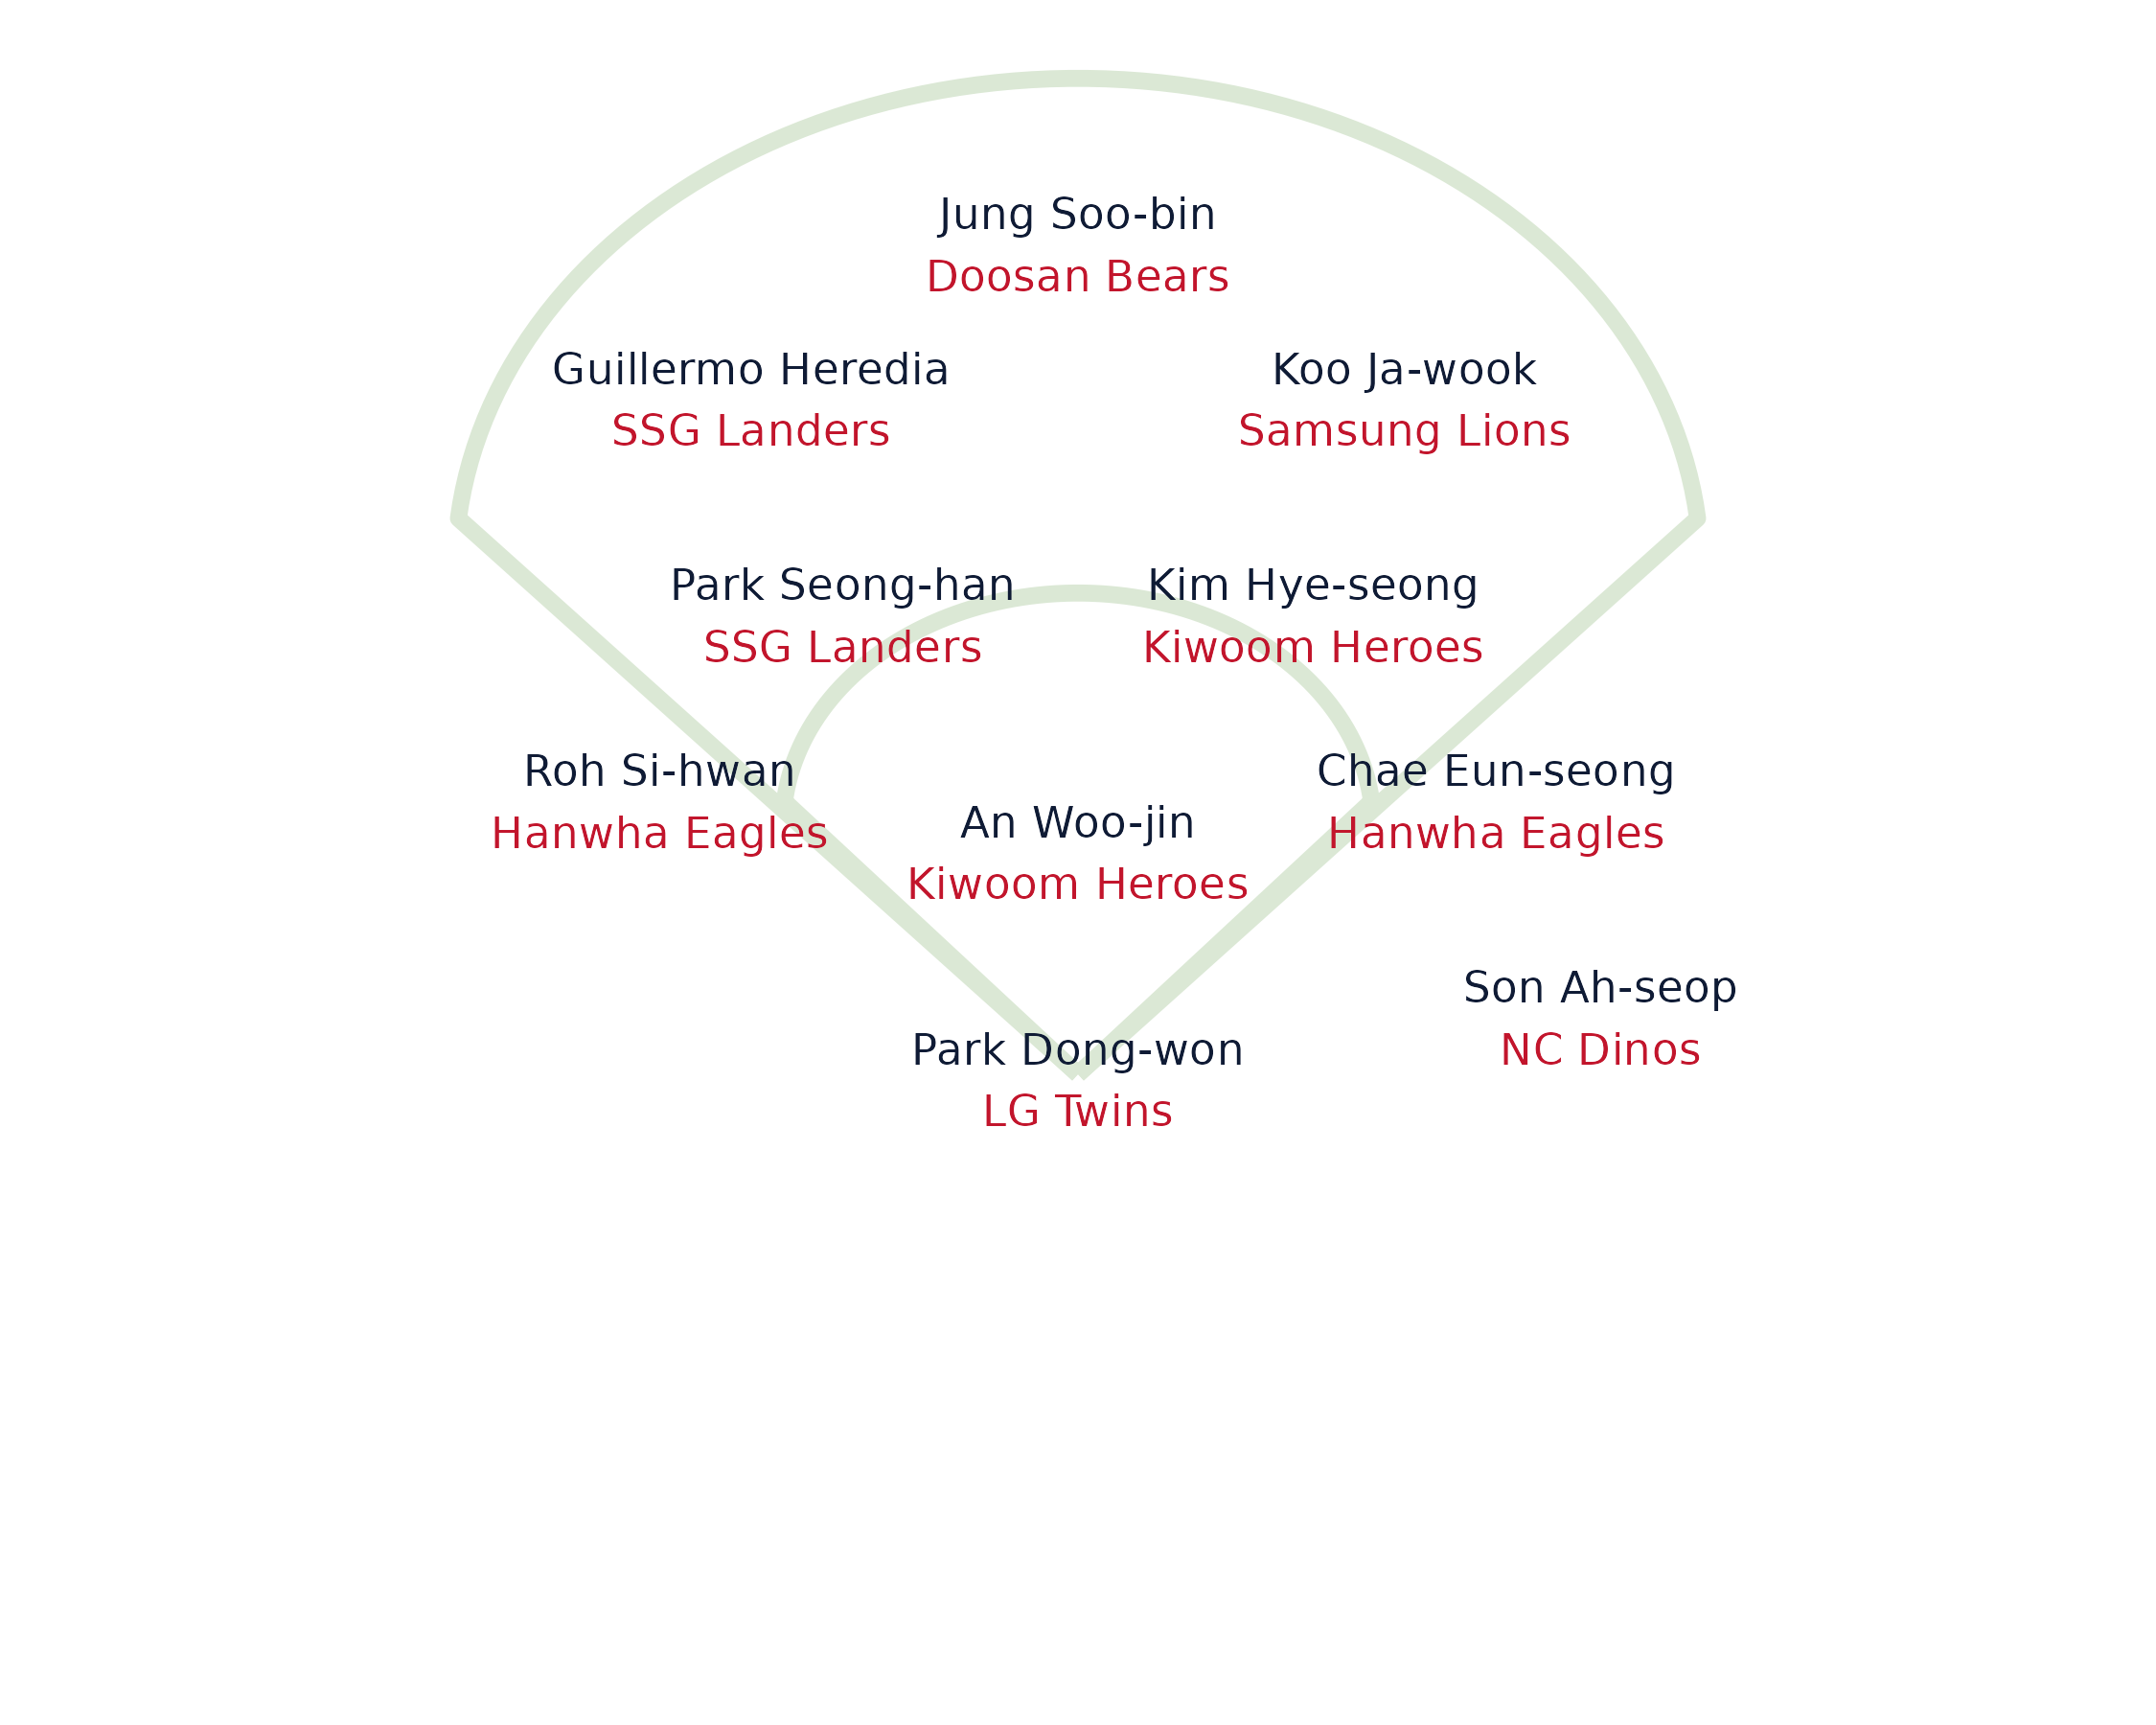 Jung Soo-bin
Doosan Bears
Guillermo Heredia
SSG Landers
Koo Ja-wook
Samsung Lions
Park Seong-han
SSG Landers
Kim Hye-seong
Kiwoom Heroes
Roh Si-hwan
Hanwha Eagles
An Woo-jin
Kiwoom Heroes
Chae Eun-seong
Hanwha Eagles
Park Dong-won
LG Twins
Son Ah-seop
NC Dinos